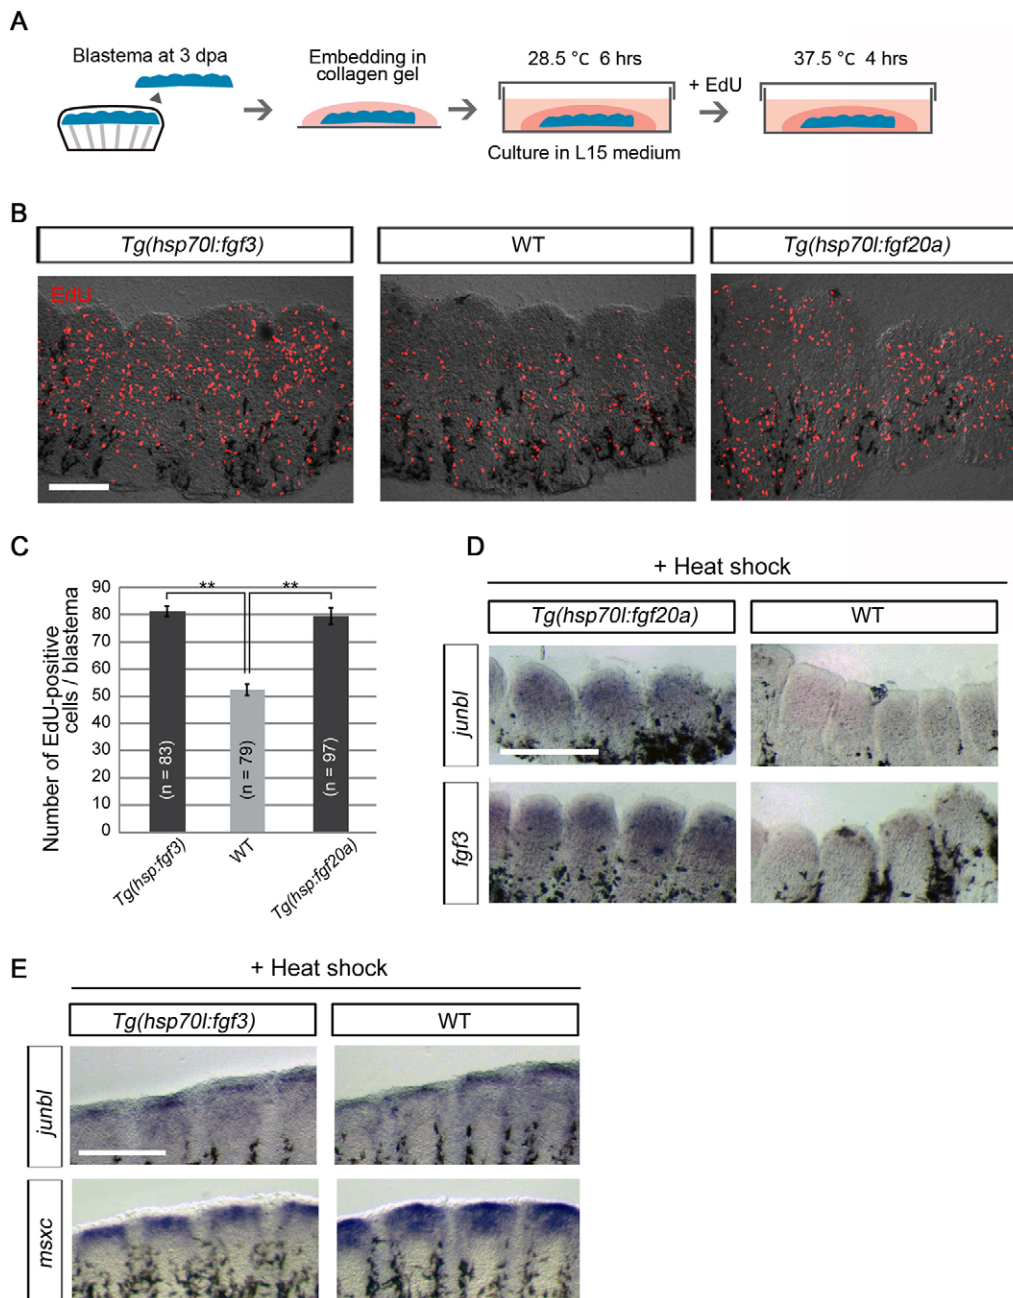 A
Blastema at 3 dpa
Embedding in
collagen gel
28.5 °C 6 hrs
Culture in L15 medium
+ EdU
37.5 °C 4 hrs
B
Tg(hsp70l:fgf3)
WT
Tg(hsp70l:fgf20a)
EdU
C
Number of EdU-positive
cells / blastema
90
80
70
60
50
40
30
20
10
0
**
**
(n = 83)
(n = 79)
(n = 97)
Tg(hsp:fgf3)
WT
Tg(hsp:fgf20a)
D
+ Heat shock
Tg(hsp70l:fgf20a)
WT
junbl
fgf3
E
+ Heat shock
Tg(hsp70l:fgf3)
WT
junbl
msxc